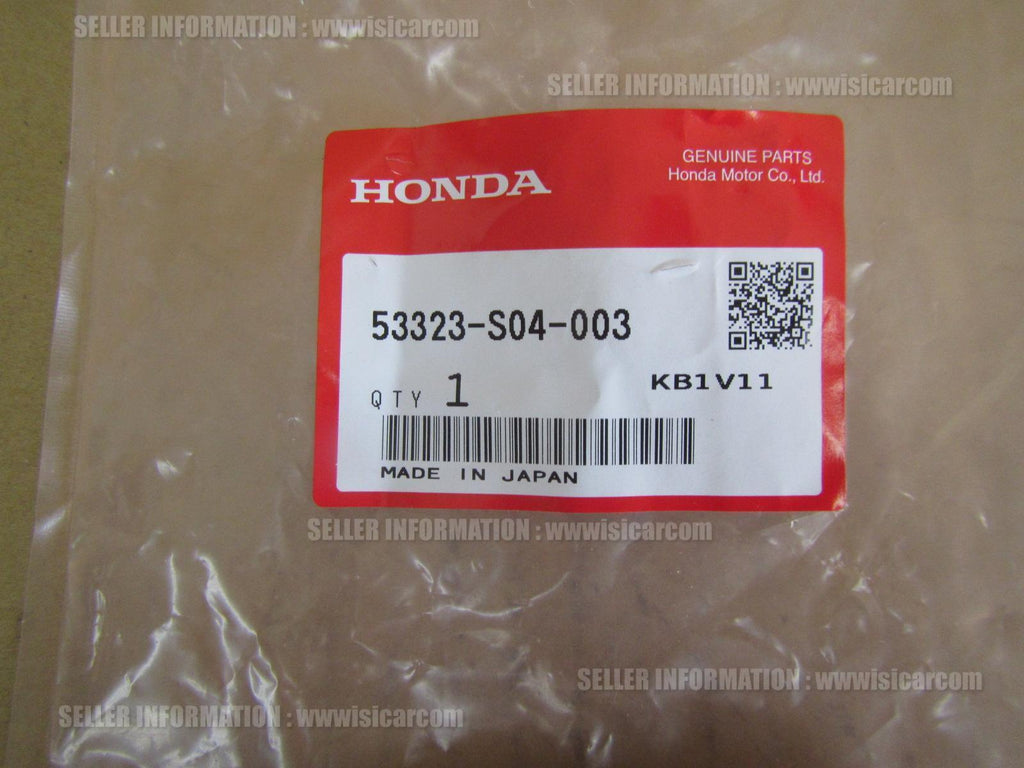 SELLER INFORMATION : wwwisicarcom
SELLER INFORMATION : wwwisicarcom
GENUINE PARTS
Honda Motor Co., Ltd.
HONDA
53323-S04-003
QTY 1
KB1V11
MADE IN JAPAN
SELLER INFORMATION : wwwisicarcom
SELLER INFORMATION : wwwisicarcom
SELLER INFORMATION : wwwisicarcom